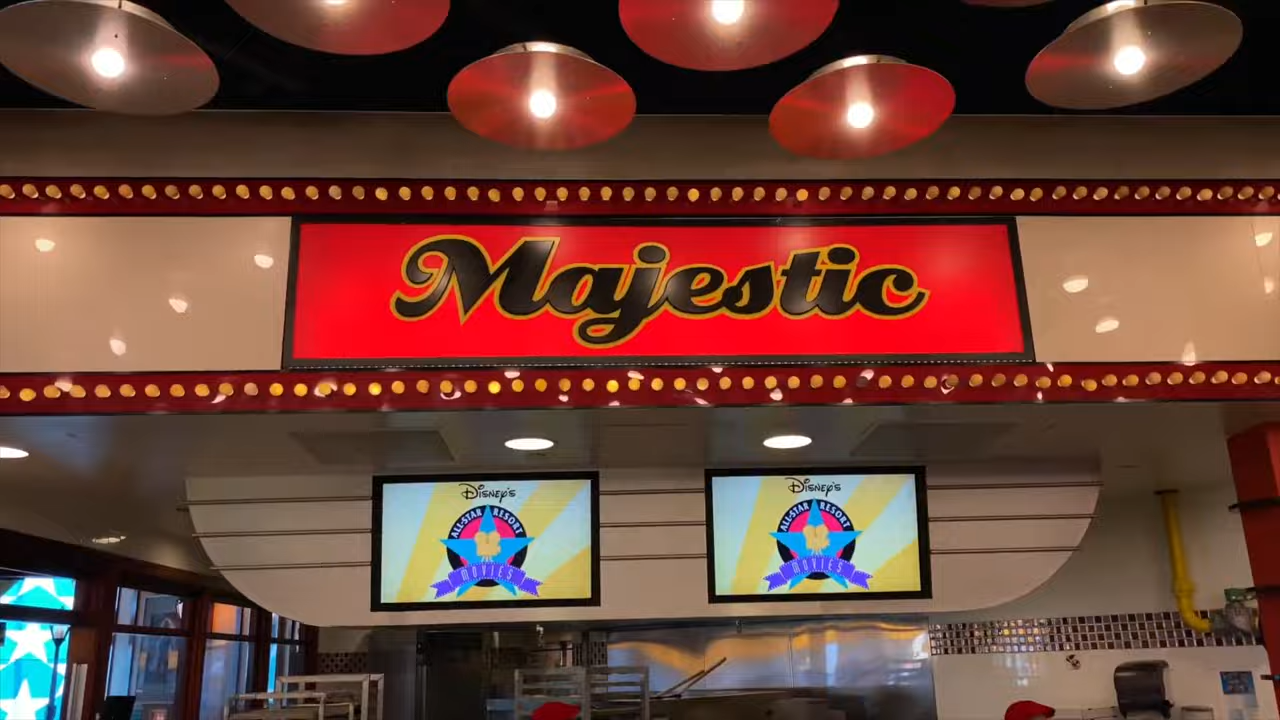 Majestic
Disney's
ALL-STAR RESORT
MOVIES
Disney's
ALL-STAR RESORT
MOVIES